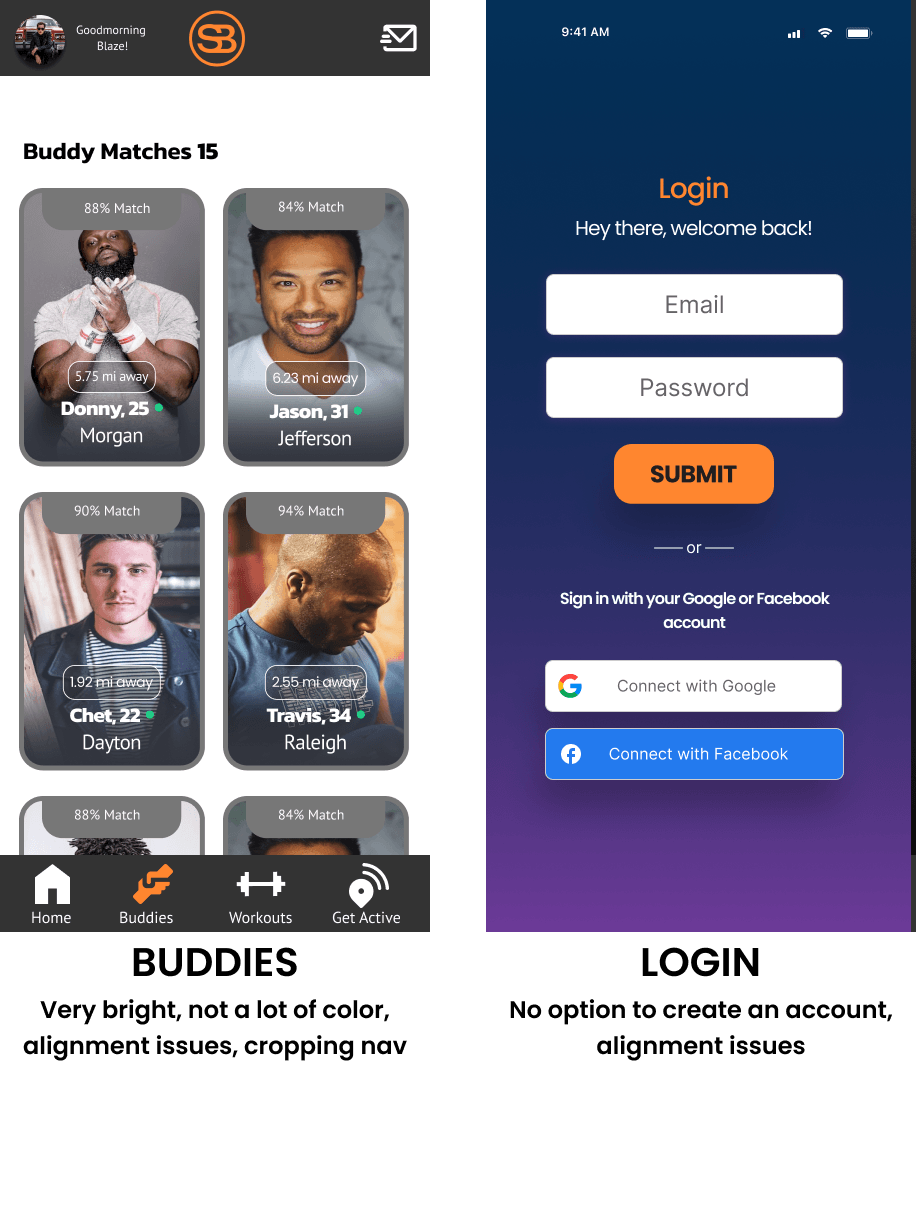 Goodmorning
Blaze!
SB
Buddy Matches 15
88% Match
84% Match
5.75 mi away
6.23 mi away
Donny, 25
Jason, 31
Morgan
Jefferson
90% Match
94% Match
1.92 mi away
2.55 mi away
Chet, 22
Travis, 34
Dayton
Raleigh
88% Match
84% Match
Home
Buddies
Workouts
Get Active
BUDDIES
Very bright, not a lot of color,
alignment issues, cropping nav
9:41 AM
Login
Hey there, welcome back!
Email
Password
SUBMIT
or
Sign in with your Google or Facebook
account
Connect with Google
Connect with Facebook
LOGIN
No option to create an account,
alignment issues